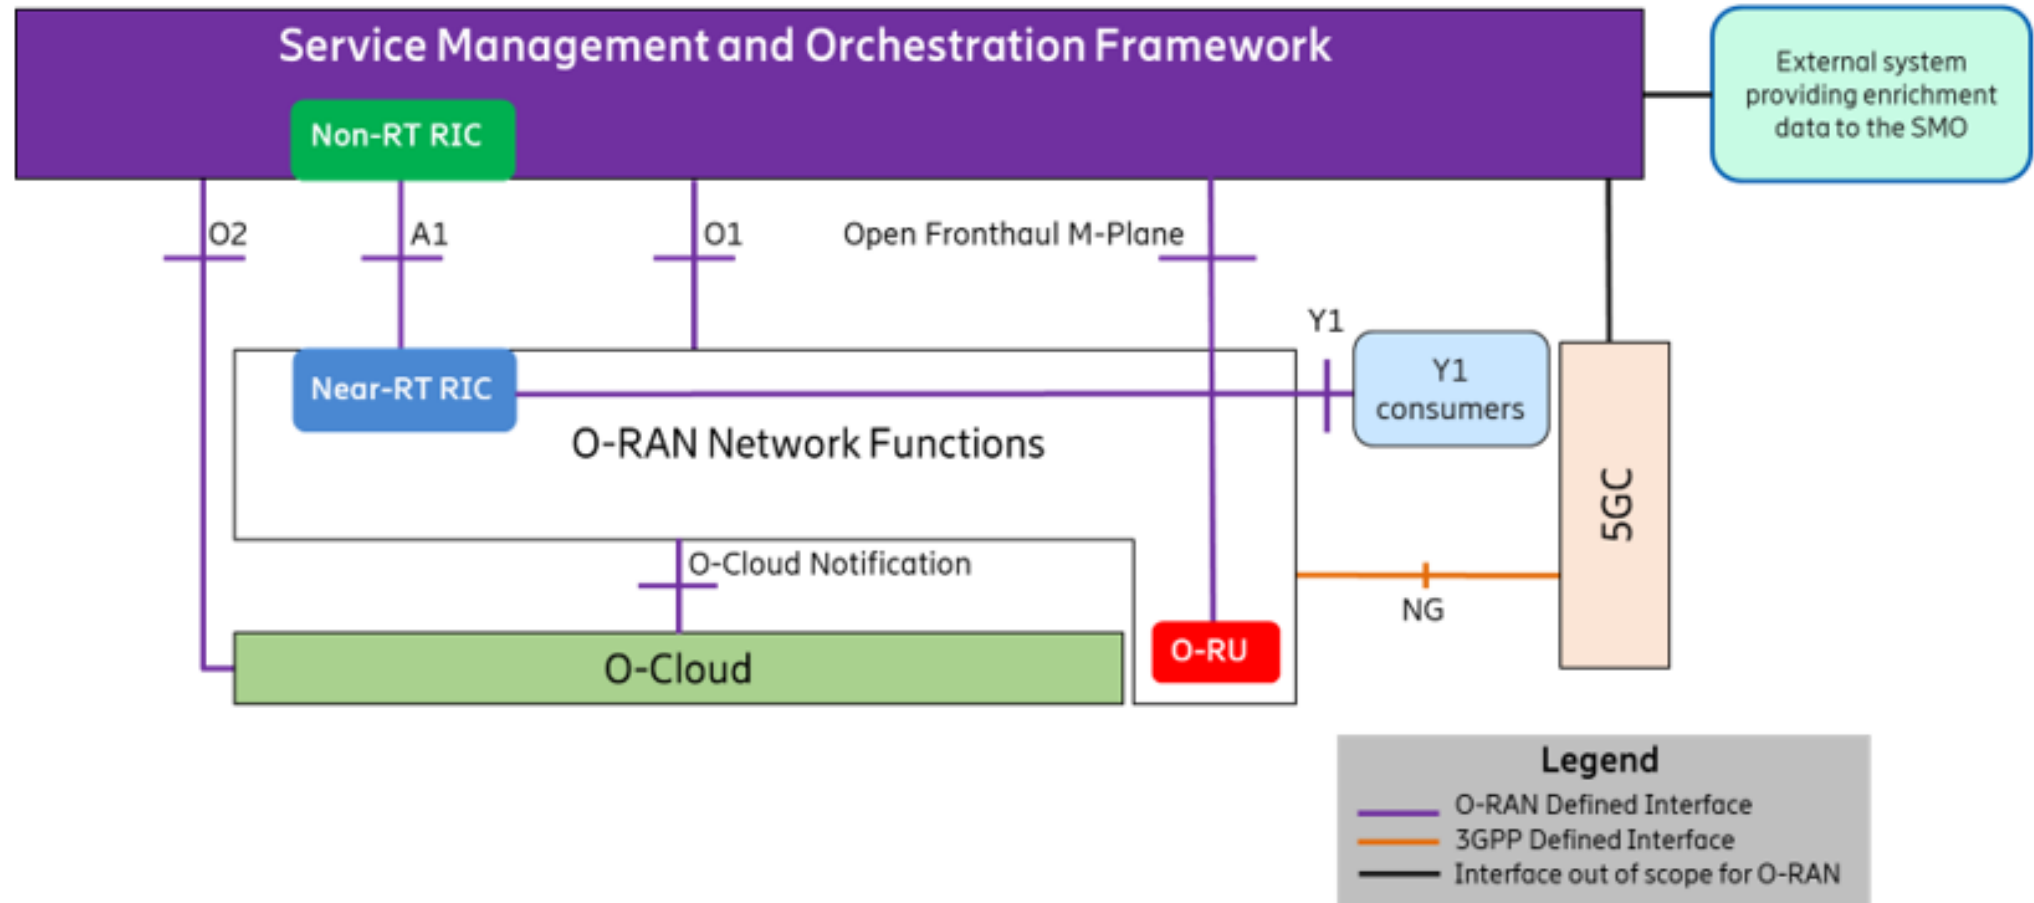 Service Management and Orchestration Framework
External system
providing enrichment
data to the SMO
Non-RT RIC
O2
A1
O1
Open Fronthaul M-Plane
Y1
Near-RT RIC
Y1
consumers
O-RAN Network Functions
5GC
O-Cloud Notification
NG
O-RU
O-Cloud
Legend
O-RAN Defined Interface
3GPP Defined Interface
Interface out of scope for O-RAN